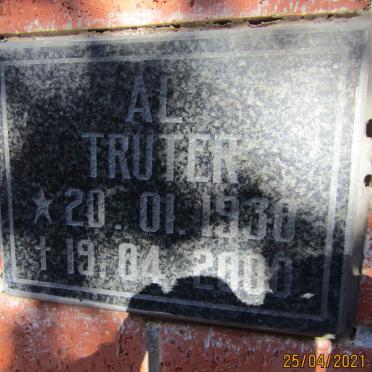 AL
TRUTER
★ 20. 01. 1930
† 19. 04. 2000
25/04/2021